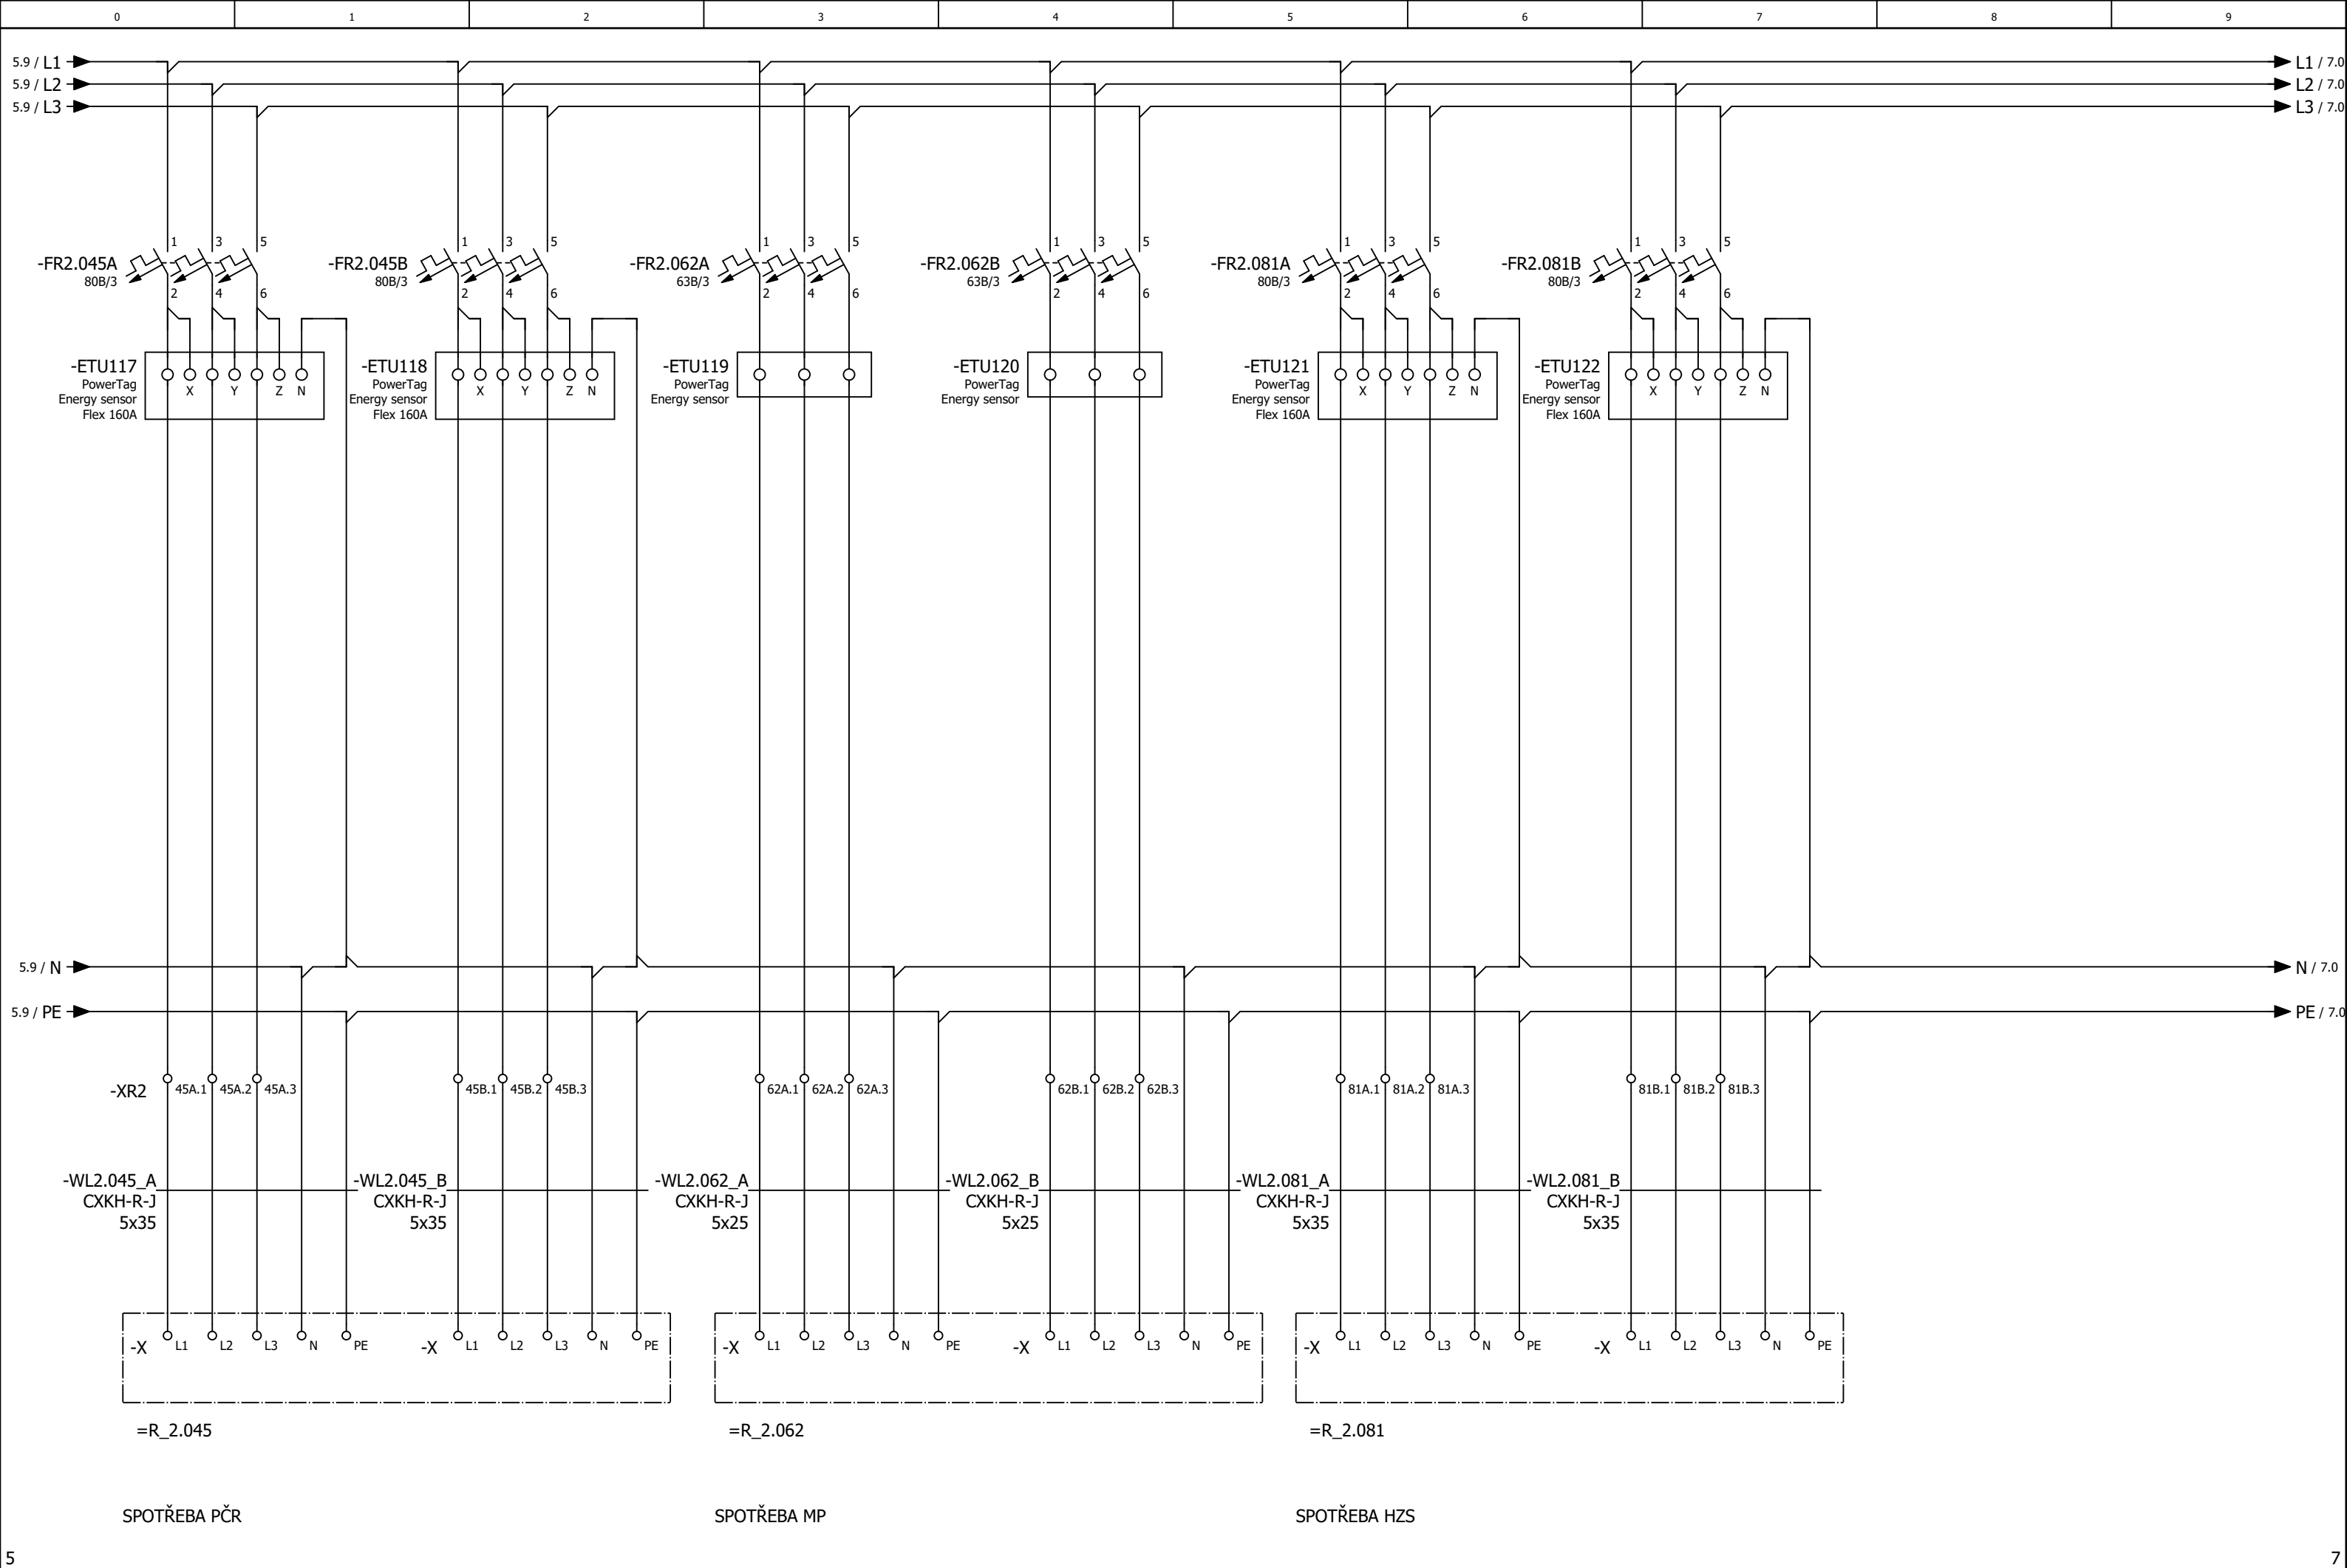 0 1 2 3 4 5 6 7 8 9
5.9 / L1 L1 / 7.0
5.9 / L2 L2 / 7.0
5.9 / L3 L3 / 7.0
1 3 5 1 3 5 1 3 5 1 3 5 1 3 5 1 3 5
-FR2.045A -FR2.045B -FR2.062A -FR2.062B -FR2.081A -FR2.081B
80B/3 80B/3 63B/3 63B/3 80B/3 80B/3
2 4 6 2 4 6 2 4 6 2 4 6 2 4 6 2 4 6
-ETU117 -ETU118 -ETU119 -ETU120 -ETU121 -ETU122
PowerTag PowerTag PowerTag PowerTag PowerTag PowerTag
X Y Z N X Y Z N X Y Z N X Y Z N
Energy sensor Energy sensor Energy sensor Energy sensor Energy sensor Energy sensor
Flex 160A Flex 160A Flex 160A Flex 160A
5.9 / N N / 7.0
5.9 / PE PE / 7.0
-XR2 45A.1 45A.2 45A.3 45B.1 45B.2 45B.3 62A.1 62A.2 62A.3 62B.1 62B.2 62B.3 81A.1 81A.2 81A.3 81B.1 81B.2 81B.3
-WL2.045_A -WL2.045_B -WL2.062_A -WL2.062_B -WL2.081_A -WL2.081_B
CXKH-R-J CXKH-R-J CXKH-R-J CXKH-R-J CXKH-R-J CXKH-R-J
5x35 5x35 5x25 5x25 5x35 5x35
-X L1 L2 L3 N PE -X L1 L2 L3 N PE -X L1 L2 L3 N PE -X L1 L2 L3 N PE -X L1 L2 L3 N PE -X L1 L2 L3 N PE
=R_2.045 =R_2.062 =R_2.081
SPOTŘEBA PČR SPOTŘEBA MP SPOTŘEBA HZS
5 7